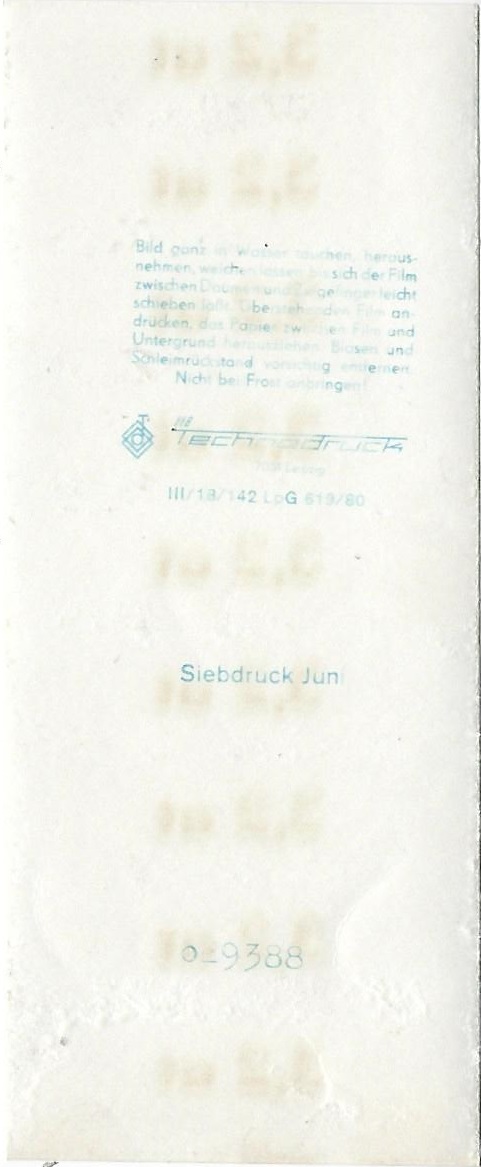 Bild ganz in Wasser tauchen, heraus-
nehmen, weichen lassen bis sich der Film
zwischen Daumen und Zeigefinger leicht
schieben läßt. Überstehenden Film an-
drücken, das Papier zwischen Film und
Untergrund herausziehen. Blasen und
Schleimrückstand vorsichtig entfernen.
Nicht bei Frost anbringen!
Technodruck
III/18/142 LpG 619/80
Siebdruck Juni
0-9388